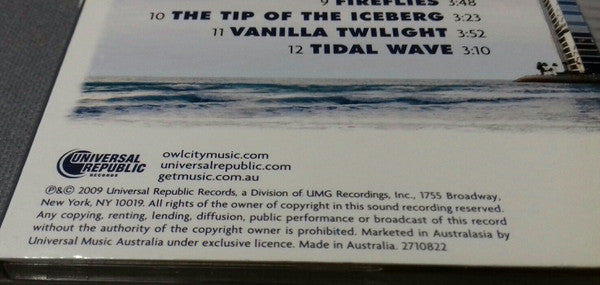 9 FIREFLIES 3:48
10 THE TIP OF THE ICEBERG 3:23
11 VANILLA TWILIGHT 3:52
12 TIDAL WAVE 3:10
UNIVERSAL
REPUBLIC
RECORDS
owlcitymusic.com
universalrepublic.com
getmusic.com.au
℗&© 2009 Universal Republic Records, a Division of UMG Recordings, Inc., 1755 Broadway,
New York, NY 10019. All rights of the owner of copyright in this sound recording reserved.
Any copying, renting, lending, diffusion, public performance or broadcast of this record
without the authority of the copyright owner is prohibited. Marketed in Australasia by
Universal Music Australia under exclusive licence. Made in Australia. 2710822